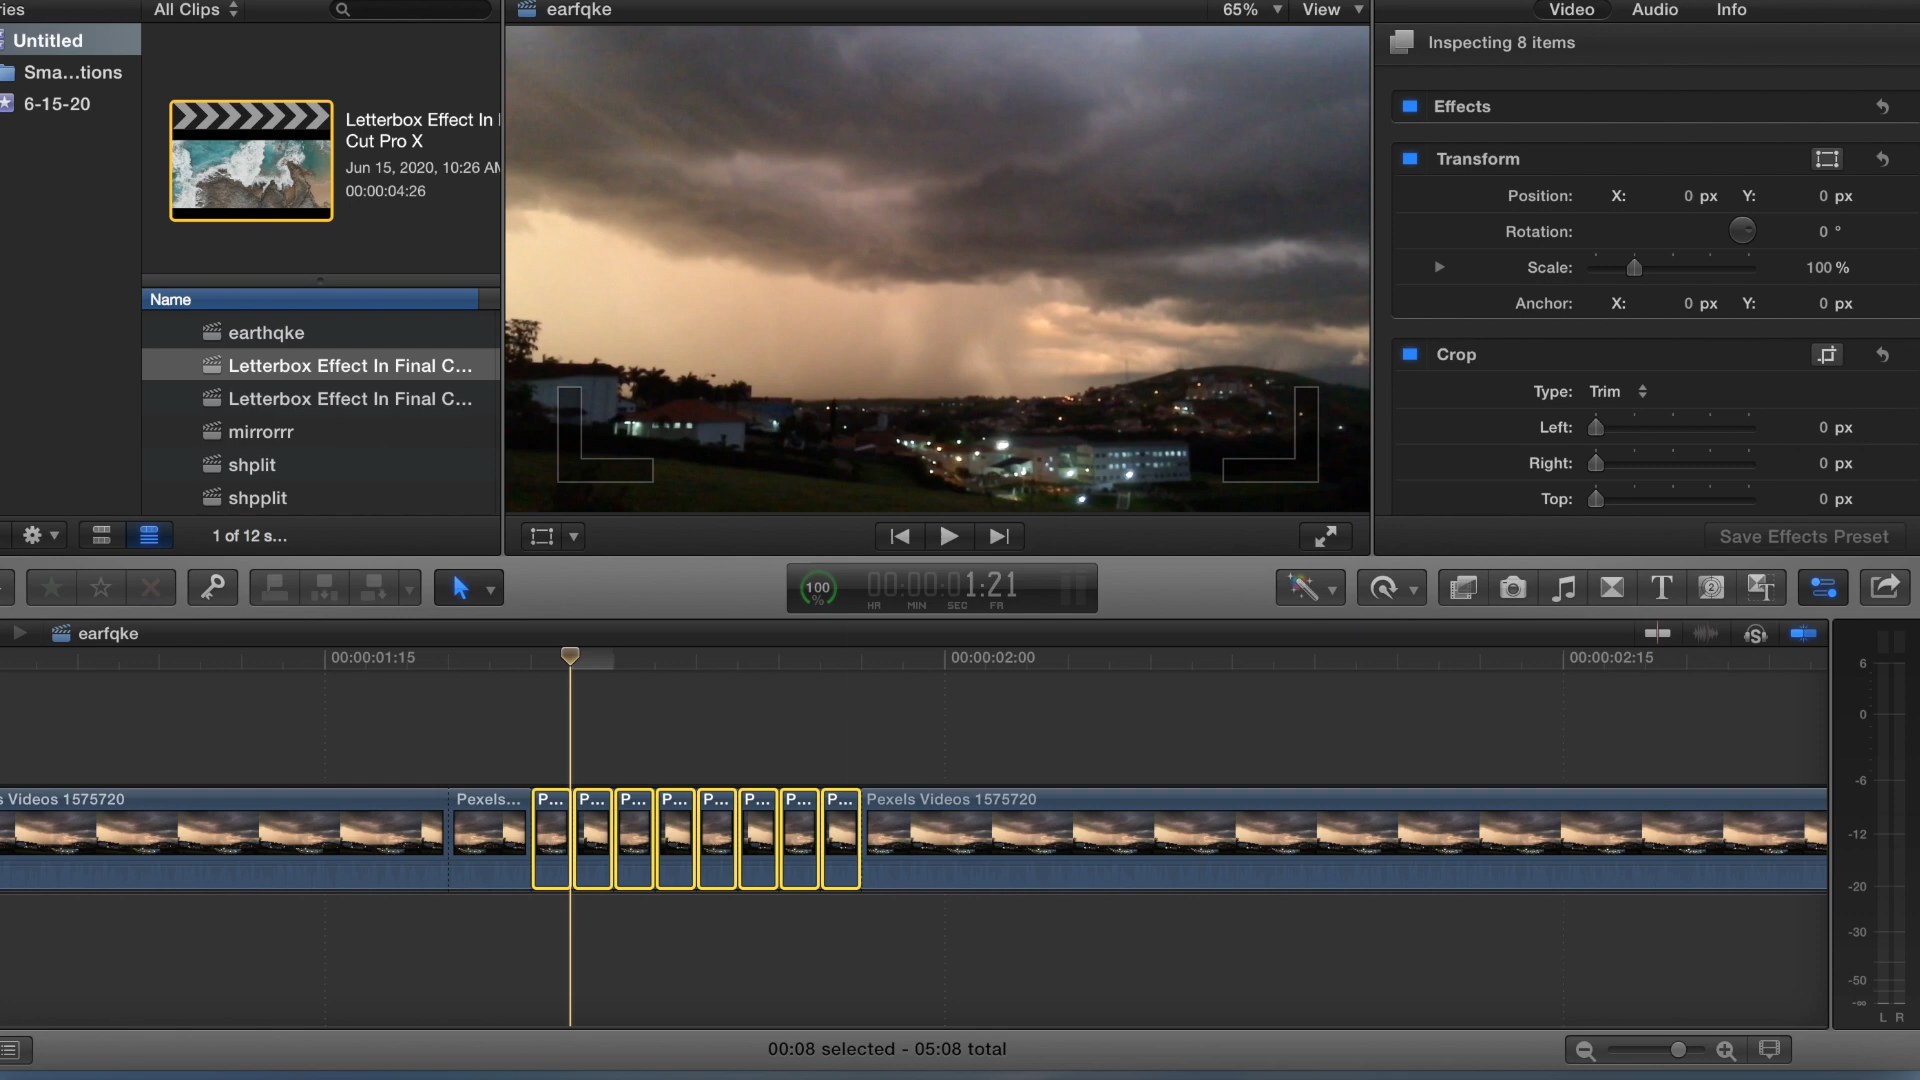 ries
All Clips
earfqke
65%
View
Video
Audio
Info
Untitled
Sma...tions
6-15-20
Letterbox Effect In
Cut Pro X
Jun 15, 2020, 10:26 AM
00:00:04:26
Inspecting 8 items
Effects
Transform
Position: X: 0 px Y: 0 px
Rotation: 0 °
Scale: 100 %
Anchor: X: 0 px Y: 0 px
Crop
Type: Trim
Left: 0 px
Right: 0 px
Top: 0 px
Save Effects Preset
Name
earthqke
Letterbox Effect In Final C...
Letterbox Effect In Final C...
mirrorrr
shplit
shpplit
1 of 12 s...
100
%
00:00:01:21
HR MIN SEC FR
T
2
T
earfqke
S
00:00:01:15
00:00:02:00
00:00:02:15
s Videos 1575720
Pexels...
P...
P...
P...
P...
P...
P...
P...
P...
Pexels Videos 1575720
6
0
-6
-12
-20
-30
-50
-∞
L R
00:08 selected - 05:08 total